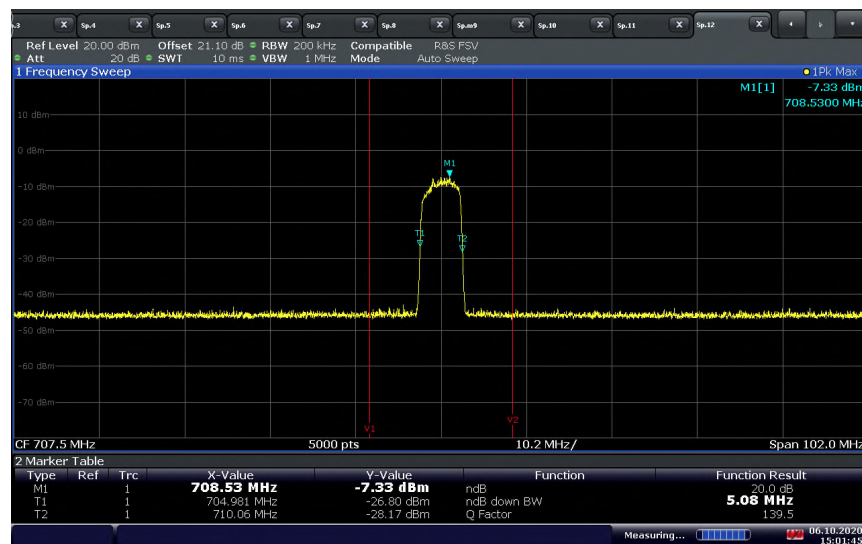 .3 X Sp.4 X Sp.5 X Sp.6 X Sp.7 X Sp.8 X Sp.m9 X Sp.10 X Sp.11 X Sp.12 X
Ref Level 20.00 dBm Offset 21.10 dB RBW 200 kHz Compatible R&S FSV
Att 20 dB SWT 10 ms VBW 1 MHz Mode Auto Sweep
1 Frequency Sweep 1Pk Max
M1[1] -7.33 dBm
708.5300 MHz
10 dBm
0 dBm
M1
-10 dBm
-20 dBm
T1 T2
-30 dBm
-40 dBm
-50 dBm
-60 dBm
-70 dBm
V1 V2
CF 707.5 MHz 5000 pts 10.2 MHz/ Span 102.0 MHz
2 Marker Table
Type Ref Trc X-Value Y-Value Function Function Result
M1 1 708.53 MHz -7.33 dBm ndB 20.0 dB
T1 1 704.981 MHz -26.80 dBm ndB down BW 5.08 MHz
T2 1 710.06 MHz -28.17 dBm Q Factor 139.5
Measuring... 06.10.2020
15:01:45